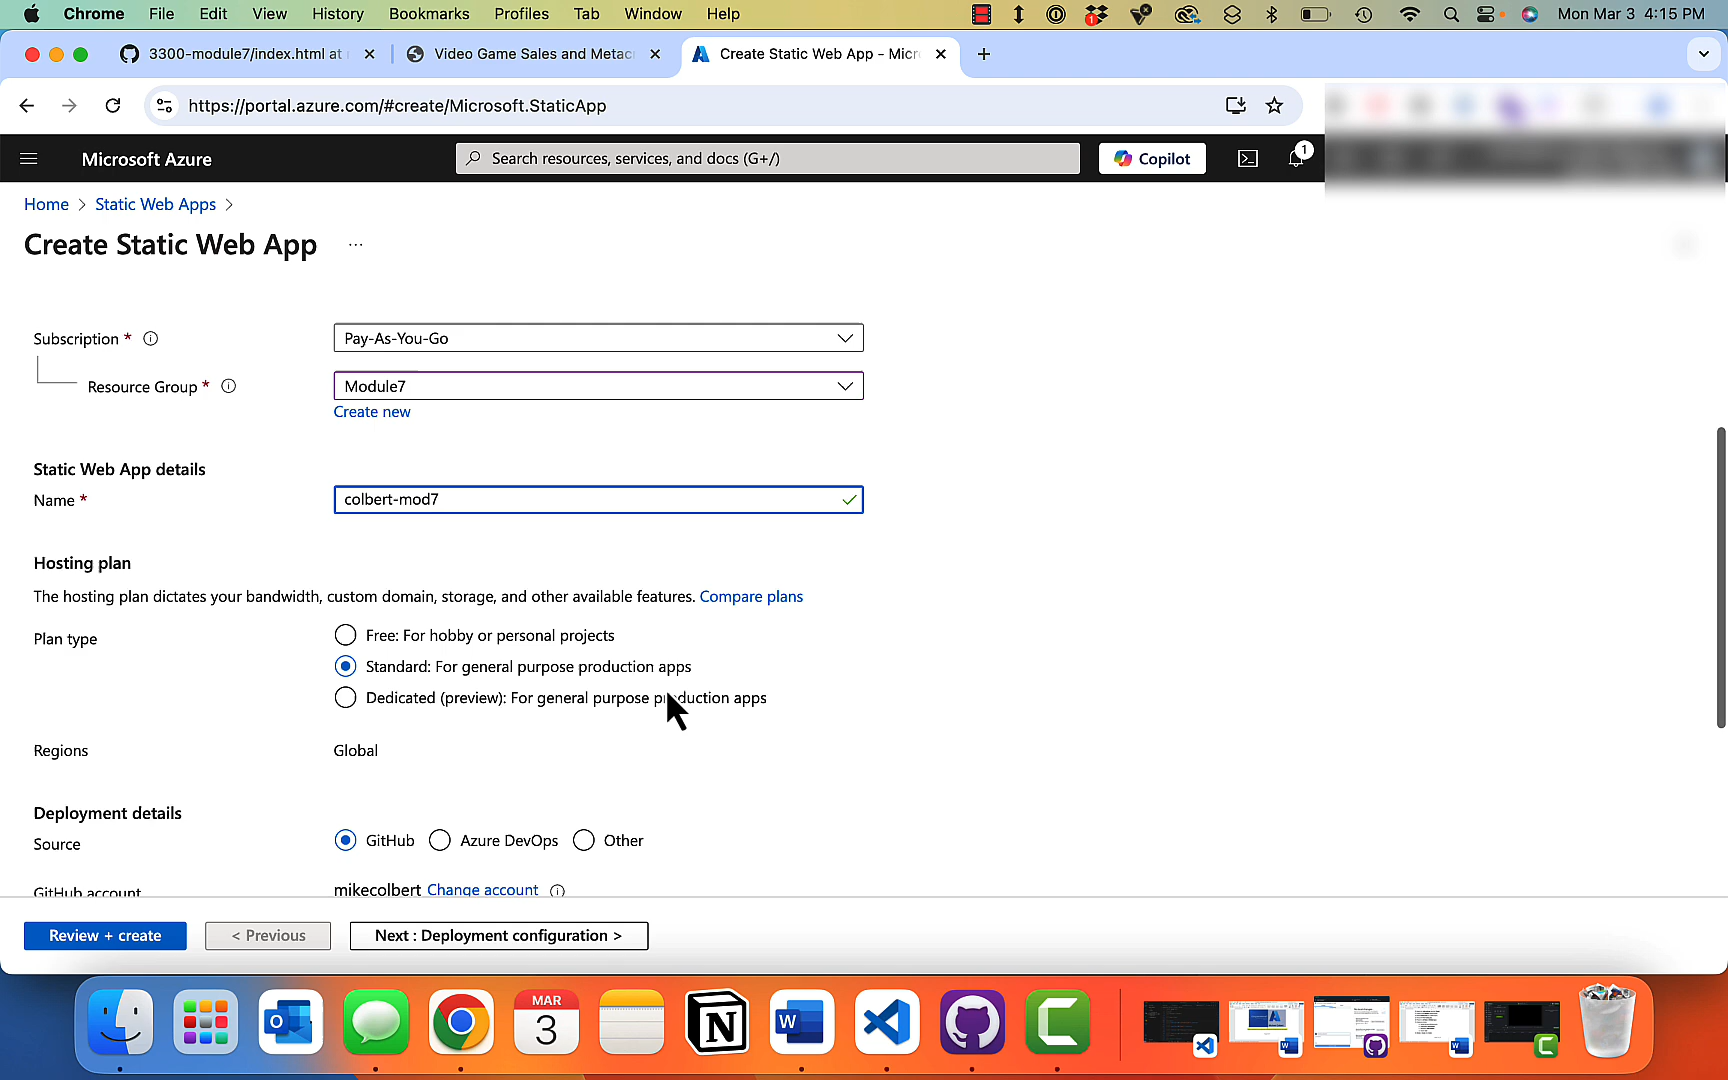 Chrome File Edit View History Bookmarks Profiles Tab Window Help 1 Mon Mar 3 4:15 PM
3300-module7/index.html at Video Game Sales and Metac Create Static Web App - Micro
https://portal.azure.com/#create/Microsoft.StaticApp
Microsoft Azure Search resources, services, and docs (G+/) Copilot 1
Home > Static Web Apps >
Create Static Web App ...
Subscription * Pay-As-You-Go
Resource Group * Module7
Create new
Static Web App details
Name * colbert-mod7
Hosting plan
The hosting plan dictates your bandwidth, custom domain, storage, and other available features. Compare plans
Plan type Free: For hobby or personal projects
Standard: For general purpose production apps
Dedicated (preview): For general purpose production apps
Regions Global
Deployment details
Source GitHub Azure DevOps Other
GitHub account mikecolbert Change account
Review + create < Previous Next : Deployment configuration >
MAR
3